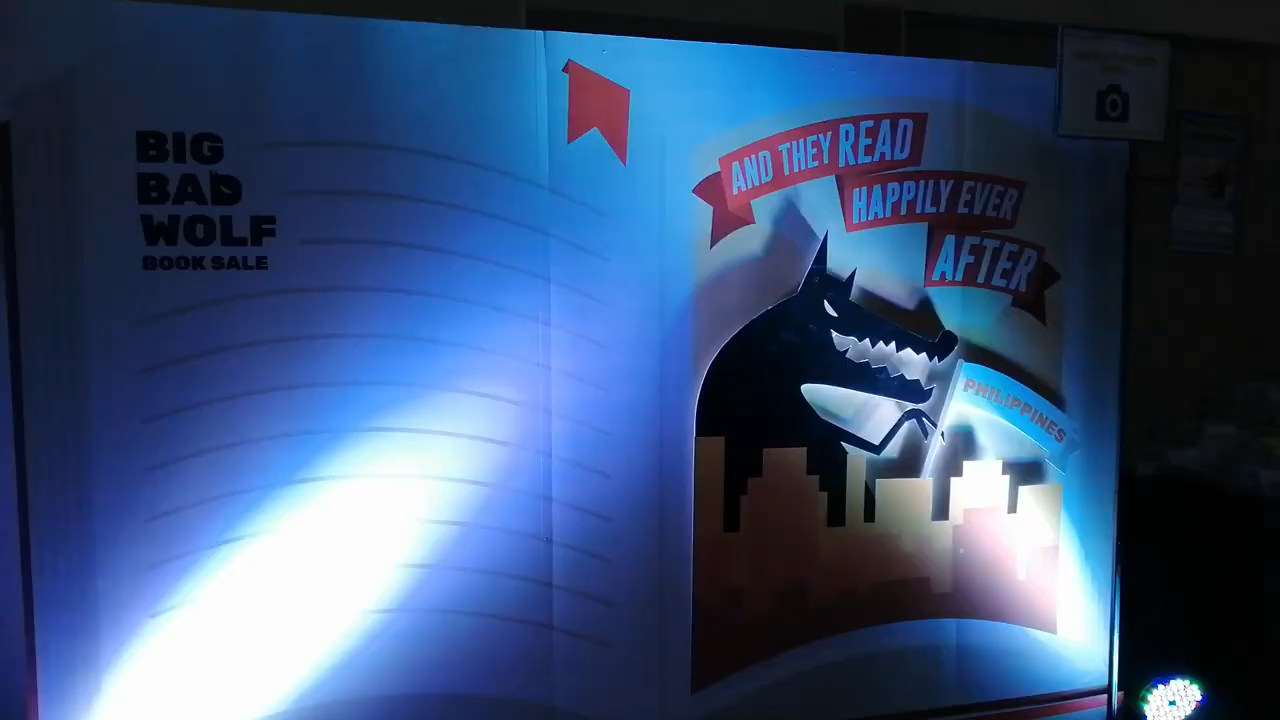 BIG
BAD
WOLF
BOOK SALE
AND THEY READ
HAPPILY EVER
AFTER
PHILIPPINES